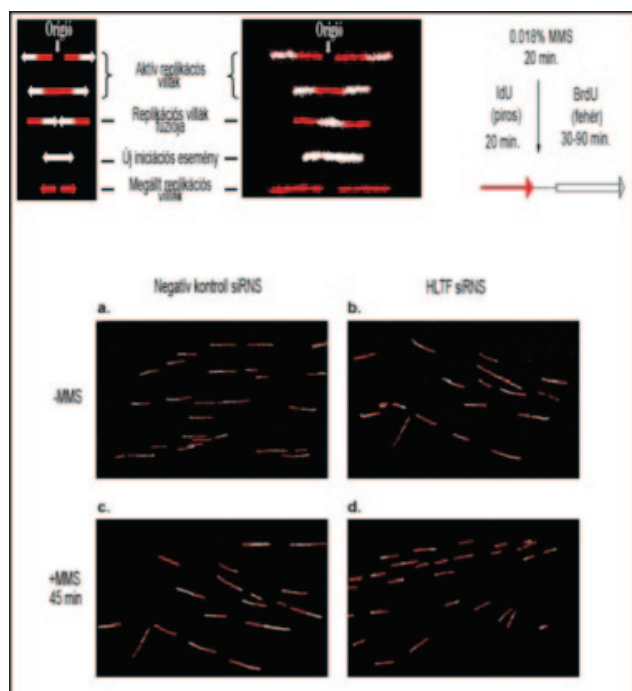 Origó
Origó
Aktív replikációs
villák
Replikációs villák
fúziója
Új iniciációs esemény
Megállt replikációs
villák
0.018% MMS
20 min.
IdU
(piros)
20 min.
BrdU
(fehér)
30-90 min.
Negatív kontroll siRNS
HLTF siRNS
a.
b.
-MMS
c.
d.
+MMS
45 min